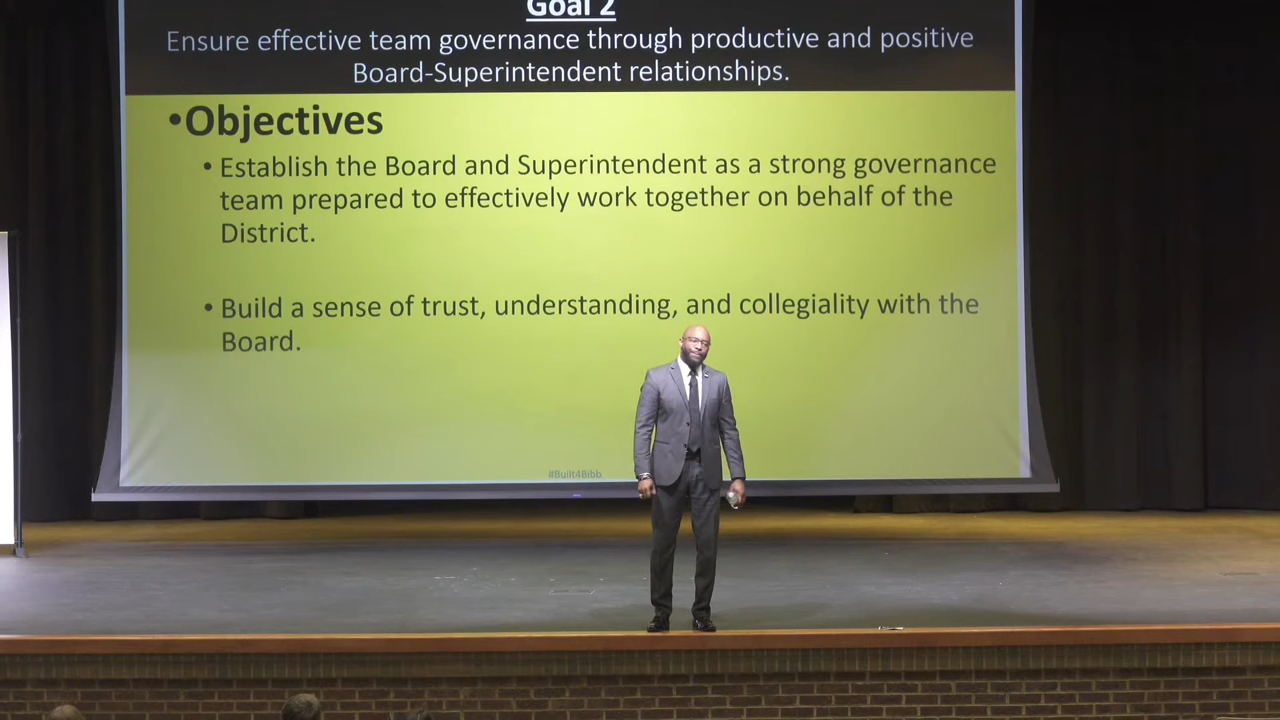 Goal 2
Ensure effective team governance through productive and positive
Board-Superintendent relationships.
•Objectives
• Establish the Board and Superintendent as a strong governance
team prepared to effectively work together on behalf of the
District.
• Build a sense of trust, understanding, and collegiality with the
Board.
#Built4Bibb